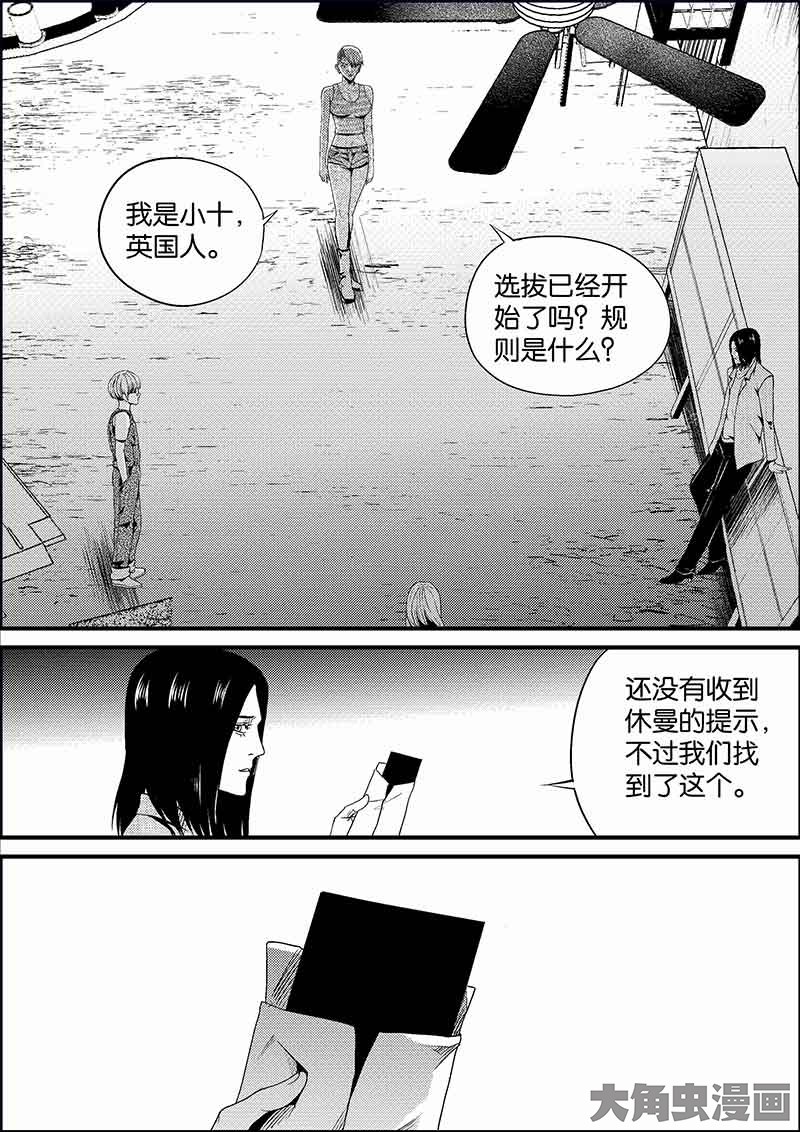 我是小十，
英国人。
选拔已经开
始了吗？规
则是什么？
还没有收到
休曼的提示，
不过我们找
到了这个。
大角虫漫画